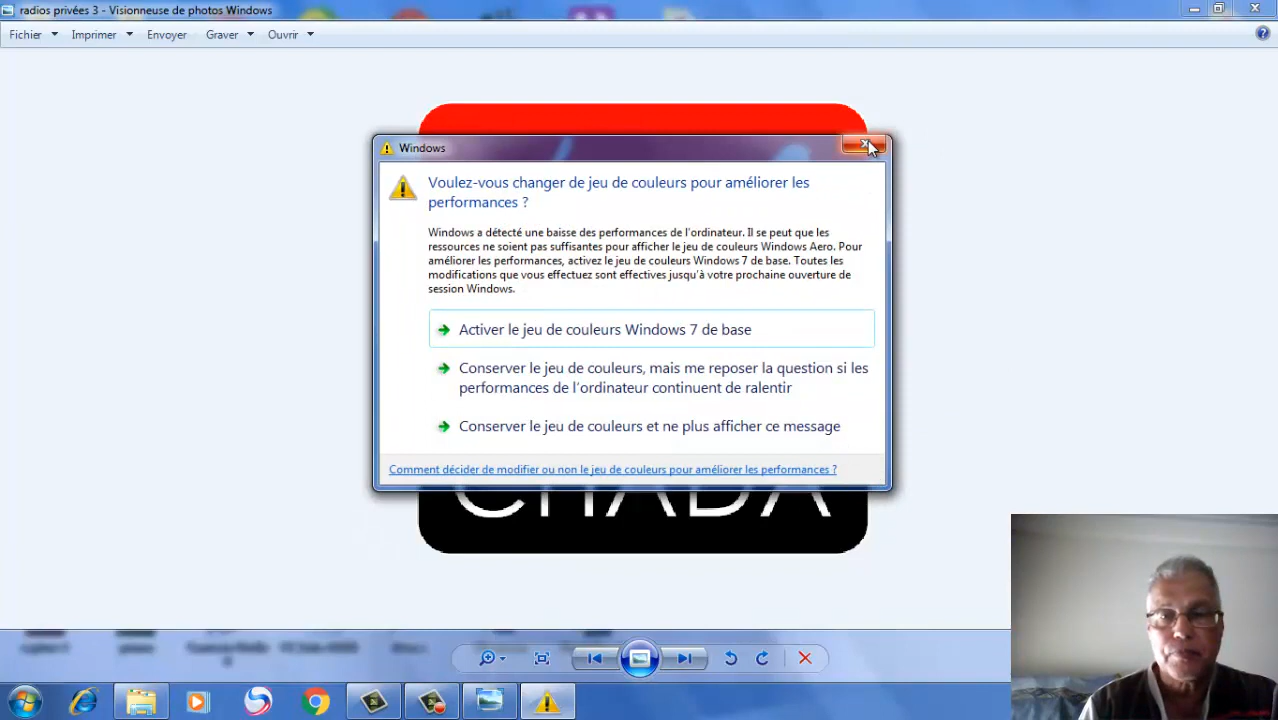 radios privées 3 - Visionneuse de photos Windows
Fichier
Imprimer
Envoyer
Graver
Ouvrir
Windows
Voulez-vous changer de jeu de couleurs pour améliorer les
performances ?
Windows a détecté une baisse des performances de l'ordinateur. Il se peut que les
ressources ne soient pas suffisantes pour afficher le jeu de couleurs Windows Aero. Pour
améliorer les performances, activez le jeu de couleurs Windows 7 de base. Toutes les
modifications que vous effectuez sont effectives jusqu'à votre prochaine ouverture de
session Windows.
Activer le jeu de couleurs Windows 7 de base
Conserver le jeu de couleurs, mais me reposer la question si les
performances de l'ordinateur continuent de ralentir
Conserver le jeu de couleurs et ne plus afficher ce message
Comment décider de modifier ou non le jeu de couleurs pour améliorer les performances ?
CHADA